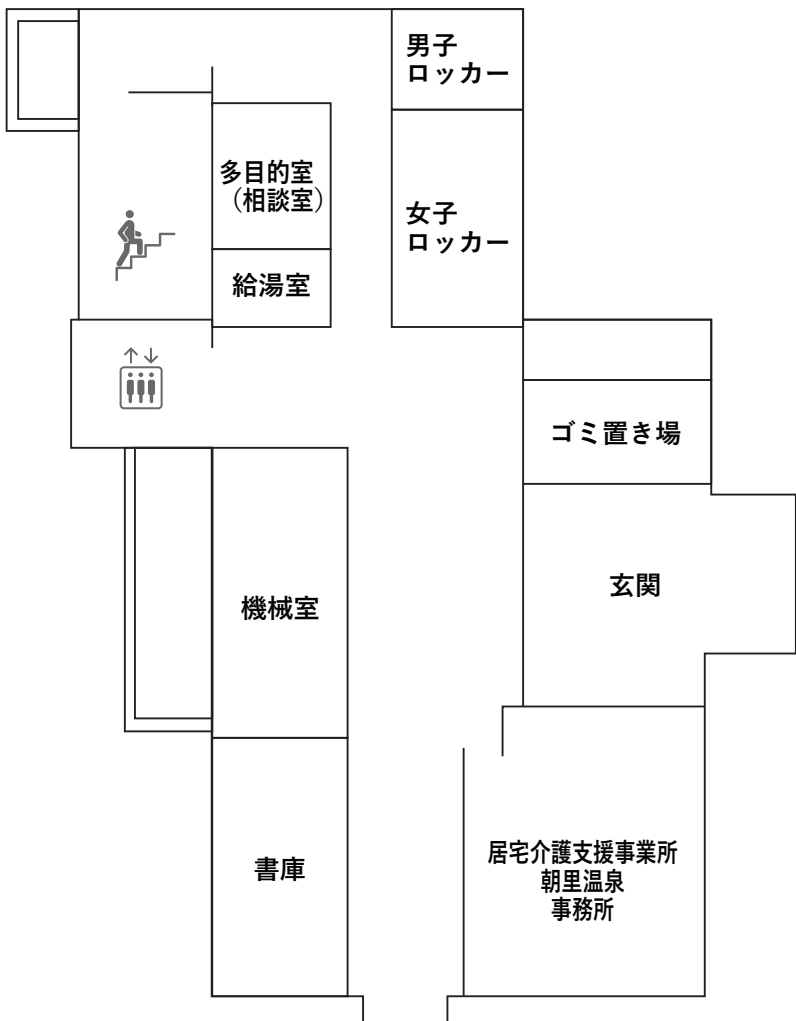 男子
ロッカー
多目的室
（相談室）
女子
ロッカー
給湯室
ゴミ置き場
玄関
機械室
居宅介護支援事業所
朝里温泉
事務所
書庫